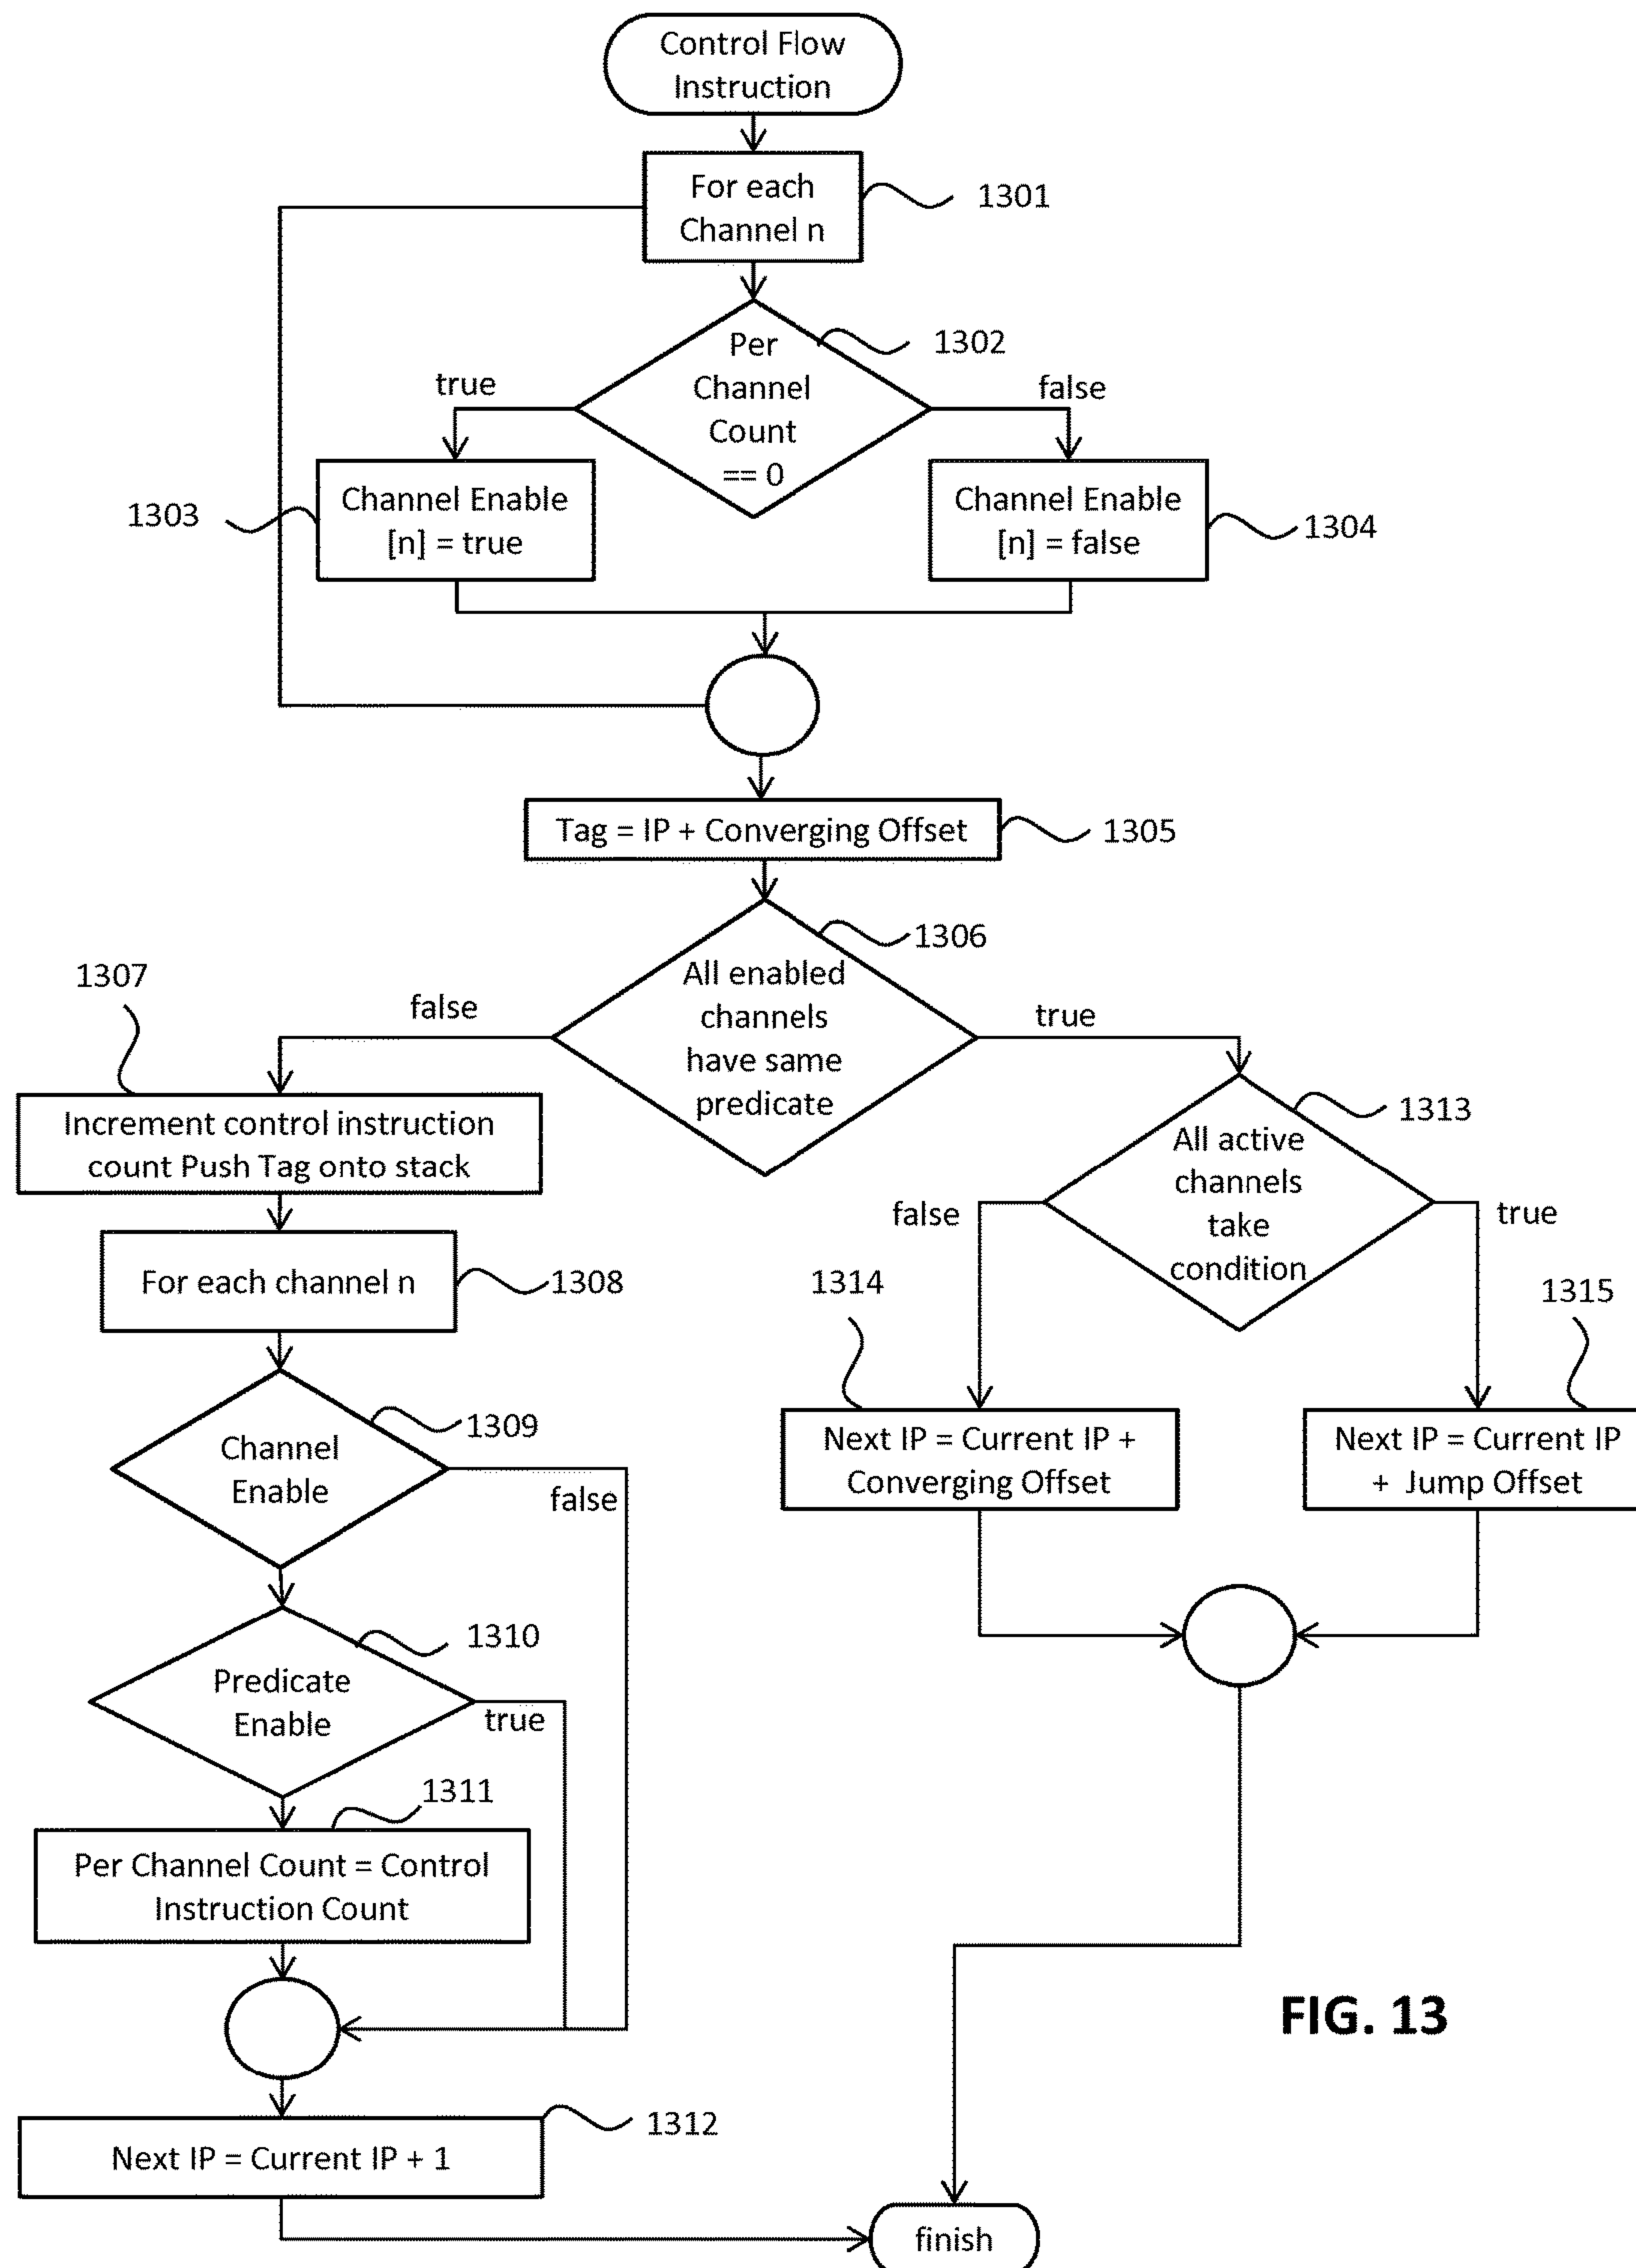 Control Flow
Instruction
For each
Channel n
1301
Per
Channel
Count
== 0
1302
true
false
Channel Enable
[n] = true
1303
Channel Enable
[n] = false
1304
Tag = IP + Converging Offset
1305
All enabled
channels
have same
predicate
1306
false
true
1307
Increment control instruction
count Push Tag onto stack
For each channel n
1308
Channel
Enable
1309
false
Predicate
Enable
1310
true
1311
Per Channel Count = Control
Instruction Count
Next IP = Current IP + 1
1312
All active
channels
take
condition
1313
false
true
1314
Next IP = Current IP +
Converging Offset
1315
Next IP = Current IP
+ Jump Offset
finish
FIG. 13